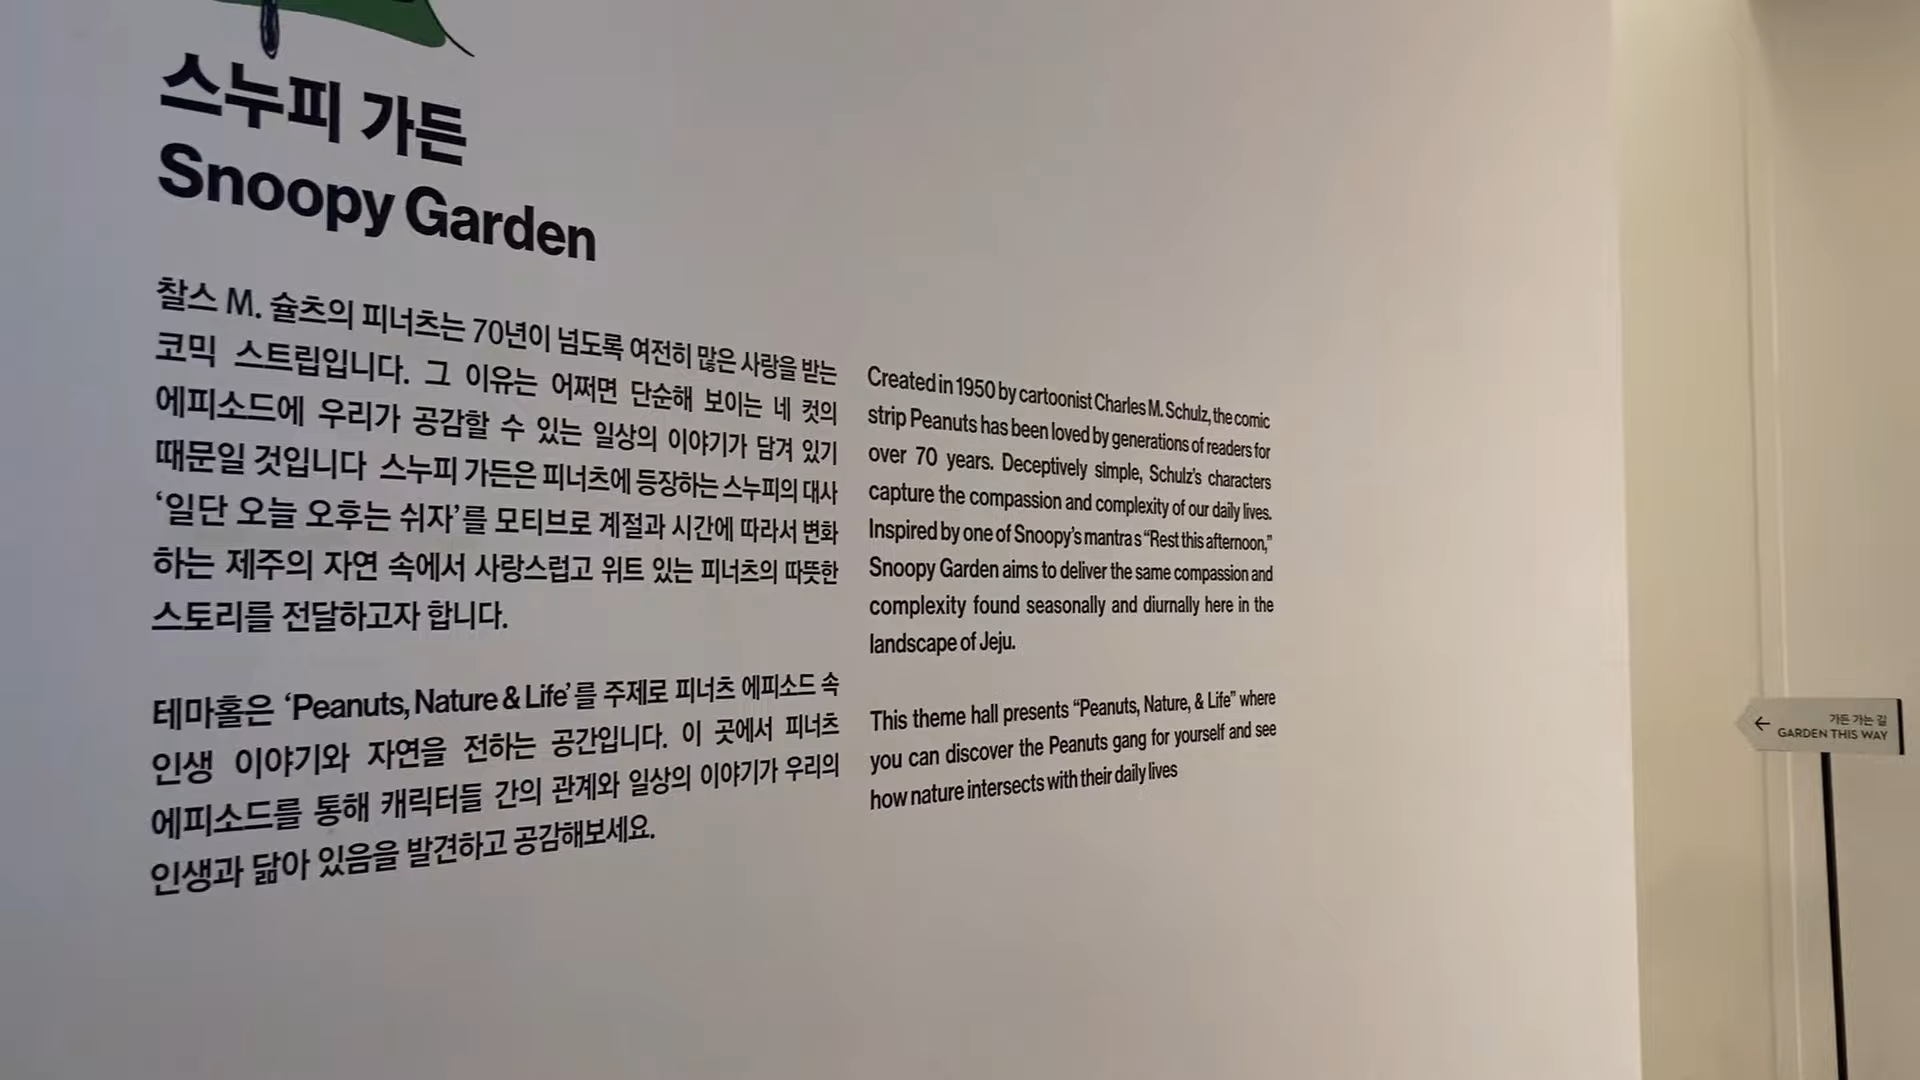 스누피 가든
Snoopy Garden
찰스 M. 슐츠의 피너츠는 70년이 넘도록 여전히 많은 사랑을 받는
코믹 스트립입니다. 그 이유는 어쩌면 단순해 보이는 네 컷의
에피소드에 우리가 공감할 수 있는 일상의 이야기가 담겨 있기
때문일 것입니다 스누피 가든은 피너츠에 등장하는 스누피의 대사
‘일단 오늘 오후는 쉬자’를 모티브로 계절과 시간에 따라서 변화
하는 제주의 자연 속에서 사랑스럽고 위트 있는 피너츠의 따뜻한
스토리를 전달하고자 합니다.
테마홀은 ‘Peanuts, Nature & Life’를 주제로 피너츠 에피소드 속
인생 이야기와 자연을 전하는 공간입니다. 이 곳에서 피너츠
에피소드를 통해 캐릭터들 간의 관계와 일상의 이야기가 우리의
인생과 닮아 있음을 발견하고 공감해보세요.
Created in 1950 by cartoonist Charles M. Schulz, the comic
strip Peanuts has been loved by generations of readers for
over 70 years. Deceptively simple, Schulz’s characters
capture the compassion and complexity of our daily lives.
Inspired by one of Snoopy’s mantra s “Rest this afternoon,”
Snoopy Garden aims to deliver the same compassion and
complexity found seasonally and diurnally here in the
landscape of Jeju.
This theme hall presents “Peanuts, Nature, & Life” where
you can discover the Peanuts gang for yourself and see
how nature intersects with their daily lives
가든 가는 길
← GARDEN THIS WAY